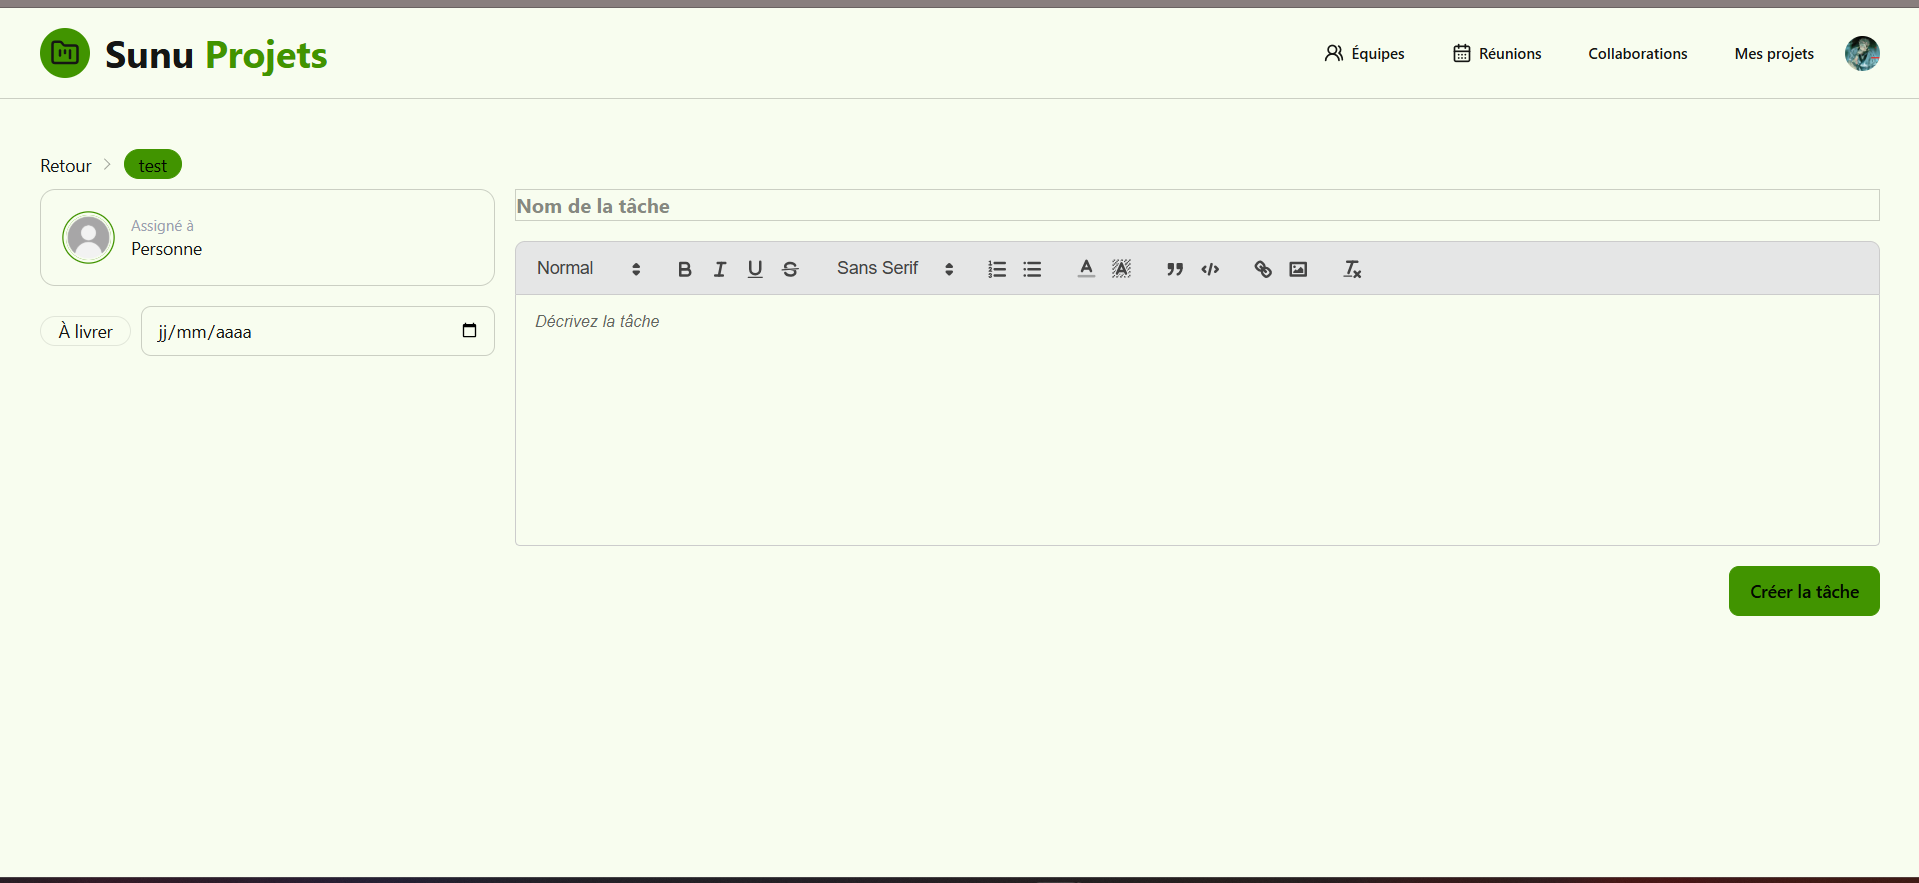 Sunu Projets
Équipes
Réunions
Collaborations
Mes projets
Retour
test
Assigné à
Personne
À livrer
jj/mm/aaaa
Nom de la tâche
Normal
Sans Serif
Décrivez la tâche
Créer la tâche